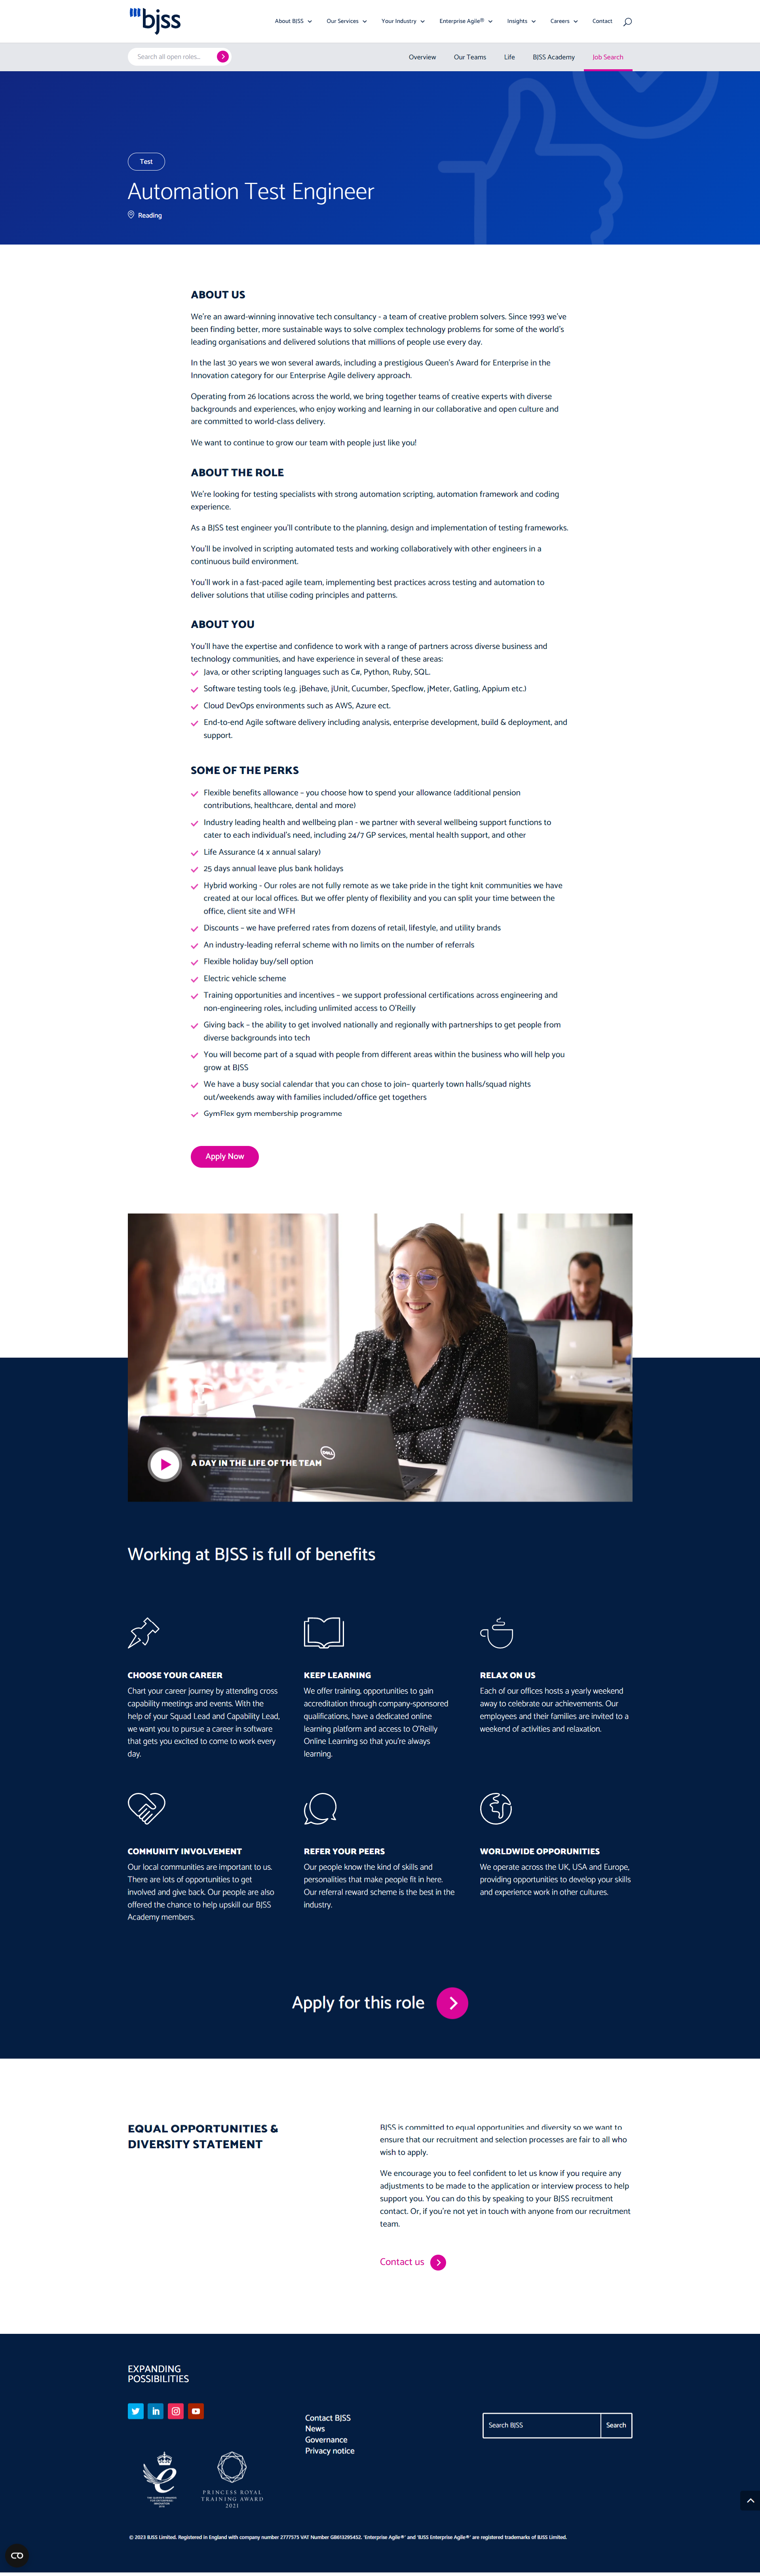 bjss
About BJSS Our Services Your Industry Enterprise Agile® Insights Careers Contact
Search all open roles... Overview Our Teams Life BJSS Academy Job Search
Test
Automation Test Engineer
Reading
ABOUT US
We're an award-winning innovative tech consultancy - a team of creative problem solvers. Since 1993 we've
been finding better, more sustainable ways to solve complex technology problems for some of the world's
leading organisations and delivered solutions that millions of people use every day.
In the last 30 years we won several awards, including a prestigious Queen's Award for Enterprise in the
Innovation category for our Enterprise Agile delivery approach.
Operating from 26 locations across the world, we bring together teams of creative experts with diverse
backgrounds and experiences, who enjoy working and learning in our collaborative and open culture and
are committed to world-class delivery.
We want to continue to grow our team with people just like you!
ABOUT THE ROLE
We're looking for testing specialists with strong automation scripting, automation framework and coding
experience.
As a BJSS test engineer you'll contribute to the planning, design and implementation of testing frameworks.
You'll be involved in scripting automated tests and working collaboratively with other engineers in a
continuous build environment.
You'll work in a fast-paced agile team, implementing best practices across testing and automation to
deliver solutions that utilise coding principles and patterns.
ABOUT YOU
You'll have the expertise and confidence to work with a range of partners across diverse business and
technology communities, and have experience in several of these areas:
Java, or other scripting languages such as C#, Python, Ruby, SQL.
Software testing tools (e.g. jBehave, jUnit, Cucumber, Specflow, jMeter, Gatling, Appium etc.)
Cloud DevOps environments such as AWS, Azure ect.
End-to-end Agile software delivery including analysis, enterprise development, build & deployment, and
support.
SOME OF THE PERKS
Flexible benefits allowance – you choose how to spend your allowance (additional pension
contributions, healthcare, dental and more)
Industry leading health and wellbeing plan - we partner with several wellbeing support functions to
cater to each individual's need, including 24/7 GP services, mental health support, and other
Life Assurance (4 x annual salary)
25 days annual leave plus bank holidays
Hybrid working - Our roles are not fully remote as we take pride in the tight knit communities we have
created at our local offices. But we offer plenty of flexibility and you can split your time between the
office, client site and WFH
Discounts – we have preferred rates from dozens of retail, lifestyle, and utility brands
An industry-leading referral scheme with no limits on the number of referrals
Flexible holiday buy/sell option
Electric vehicle scheme
Training opportunities and incentives – we support professional certifications across engineering and
non-engineering roles, including unlimited access to O'Reilly
Giving back – the ability to get involved nationally and regionally with partnerships to get people from
diverse backgrounds into tech
You will become part of a squad with people from different areas within the business who will help you
grow at BJSS
We have a busy social calendar that you can chose to join– quarterly town halls/squad nights
out/weekends away with families included/office get togethers
GymFlex gym membership programme
Apply Now
DELL
A DAY IN THE LIFE OF THE TEAM
Working at BJSS is full of benefits
CHOOSE YOUR CAREER
Chart your career journey by attending cross
capability meetings and events. With the
help of your Squad Lead and Capability Lead,
we want you to pursue a career in software
that gets you excited to come to work every
day.
KEEP LEARNING
We offer training, opportunities to gain
accreditation through company-sponsored
qualifications, have a dedicated online
learning platform and access to O'Reilly
Online Learning so that you're always
learning.
RELAX ON US
Each of our offices hosts a yearly weekend
away to celebrate our achievements. Our
employees and their families are invited to a
weekend of activities and relaxation.
COMMUNITY INVOLVEMENT
Our local communities are important to us.
There are lots of opportunities to get
involved and give back. Our people are also
offered the chance to help upskill our BJSS
Academy members.
REFER YOUR PEERS
Our people know the kind of skills and
personalities that make people fit in here.
Our referral reward scheme is the best in the
industry.
WORLDWIDE OPPORUNITIES
We operate across the UK, USA and Europe,
providing opportunities to develop your skills
and experience work in other cultures.
Apply for this role
EQUAL OPPORTUNITIES &
DIVERSITY STATEMENT
BJSS is committed to equal opportunities and diversity so we want to
ensure that our recruitment and selection processes are fair to all who
wish to apply.
We encourage you to feel confident to let us know if you require any
adjustments to be made to the application or interview process to help
support you. You can do this by speaking to your BJSS recruitment
contact. Or, if you're not yet in touch with anyone from our recruitment
team.
Contact us
EXPANDING
POSSIBILITIES
Contact BJSS
News
Governance
Privacy notice
Search BJSS Search
PRINCESS ROYAL
TRAINING AWARD
2021
© 2023 BJSS Limited. Registered in England with company number 2777575 VAT Number GB613295452. 'Enterprise Agile®' and 'BJSS Enterprise Agile®' are registered trademarks of BJSS Limited.